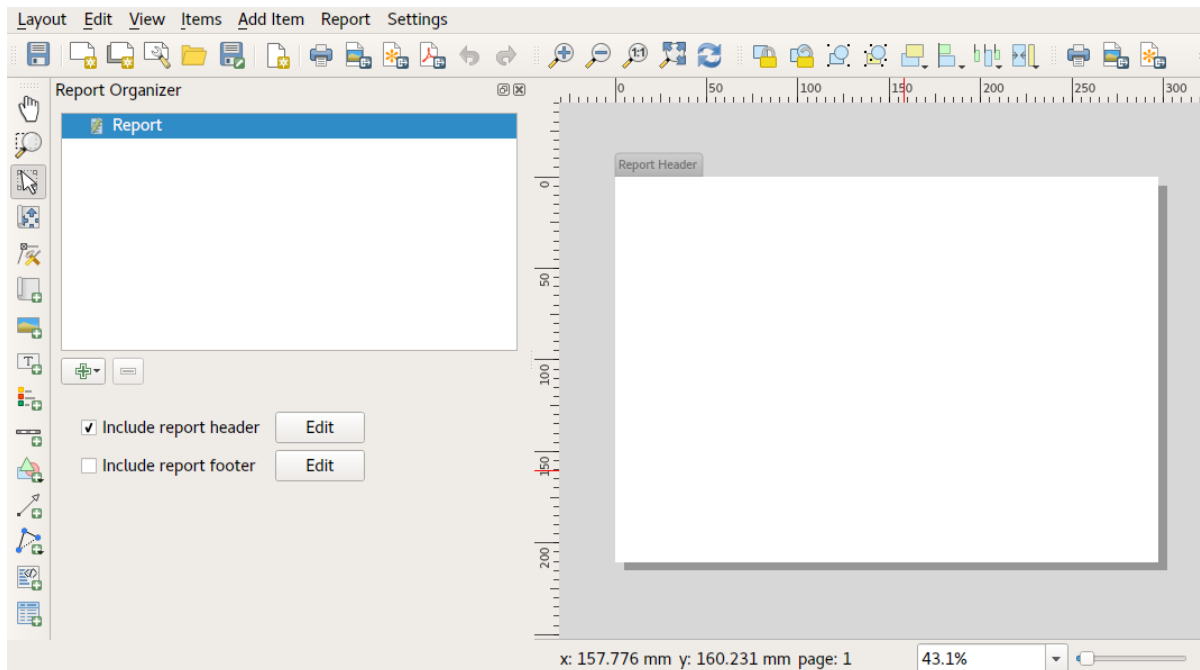 Layout Edit View Items Add Item Report Settings
1:1
Report Organizer
0 50 100 150 200 250 300
Report
Report Header
0
50
100
150
200
Include report header Edit
Include report footer Edit
x: 157.776 mm y: 160.231 mm page: 1 43.1%